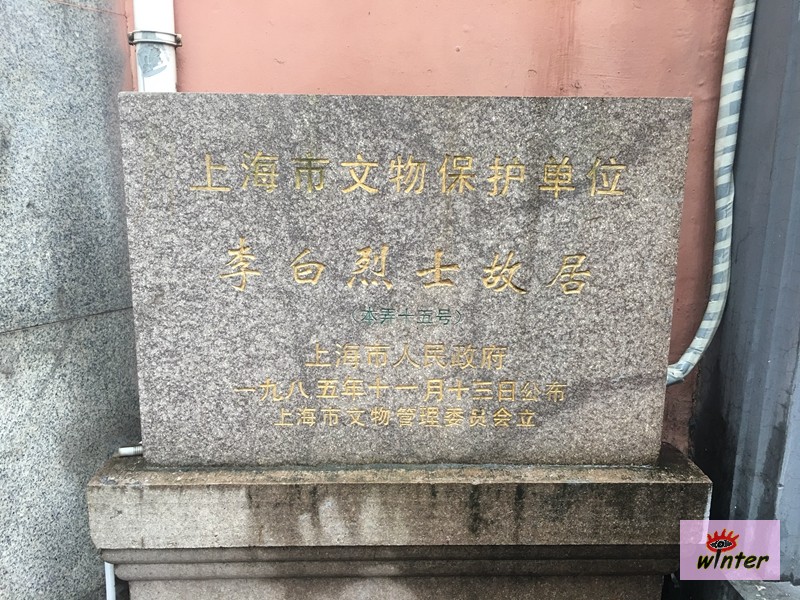 上海市文物保护单位
李白烈士故居
（本弄十五号）
上海市人民政府
一九八五年十一月十三日公布
上海市文物管理委员会立
winter